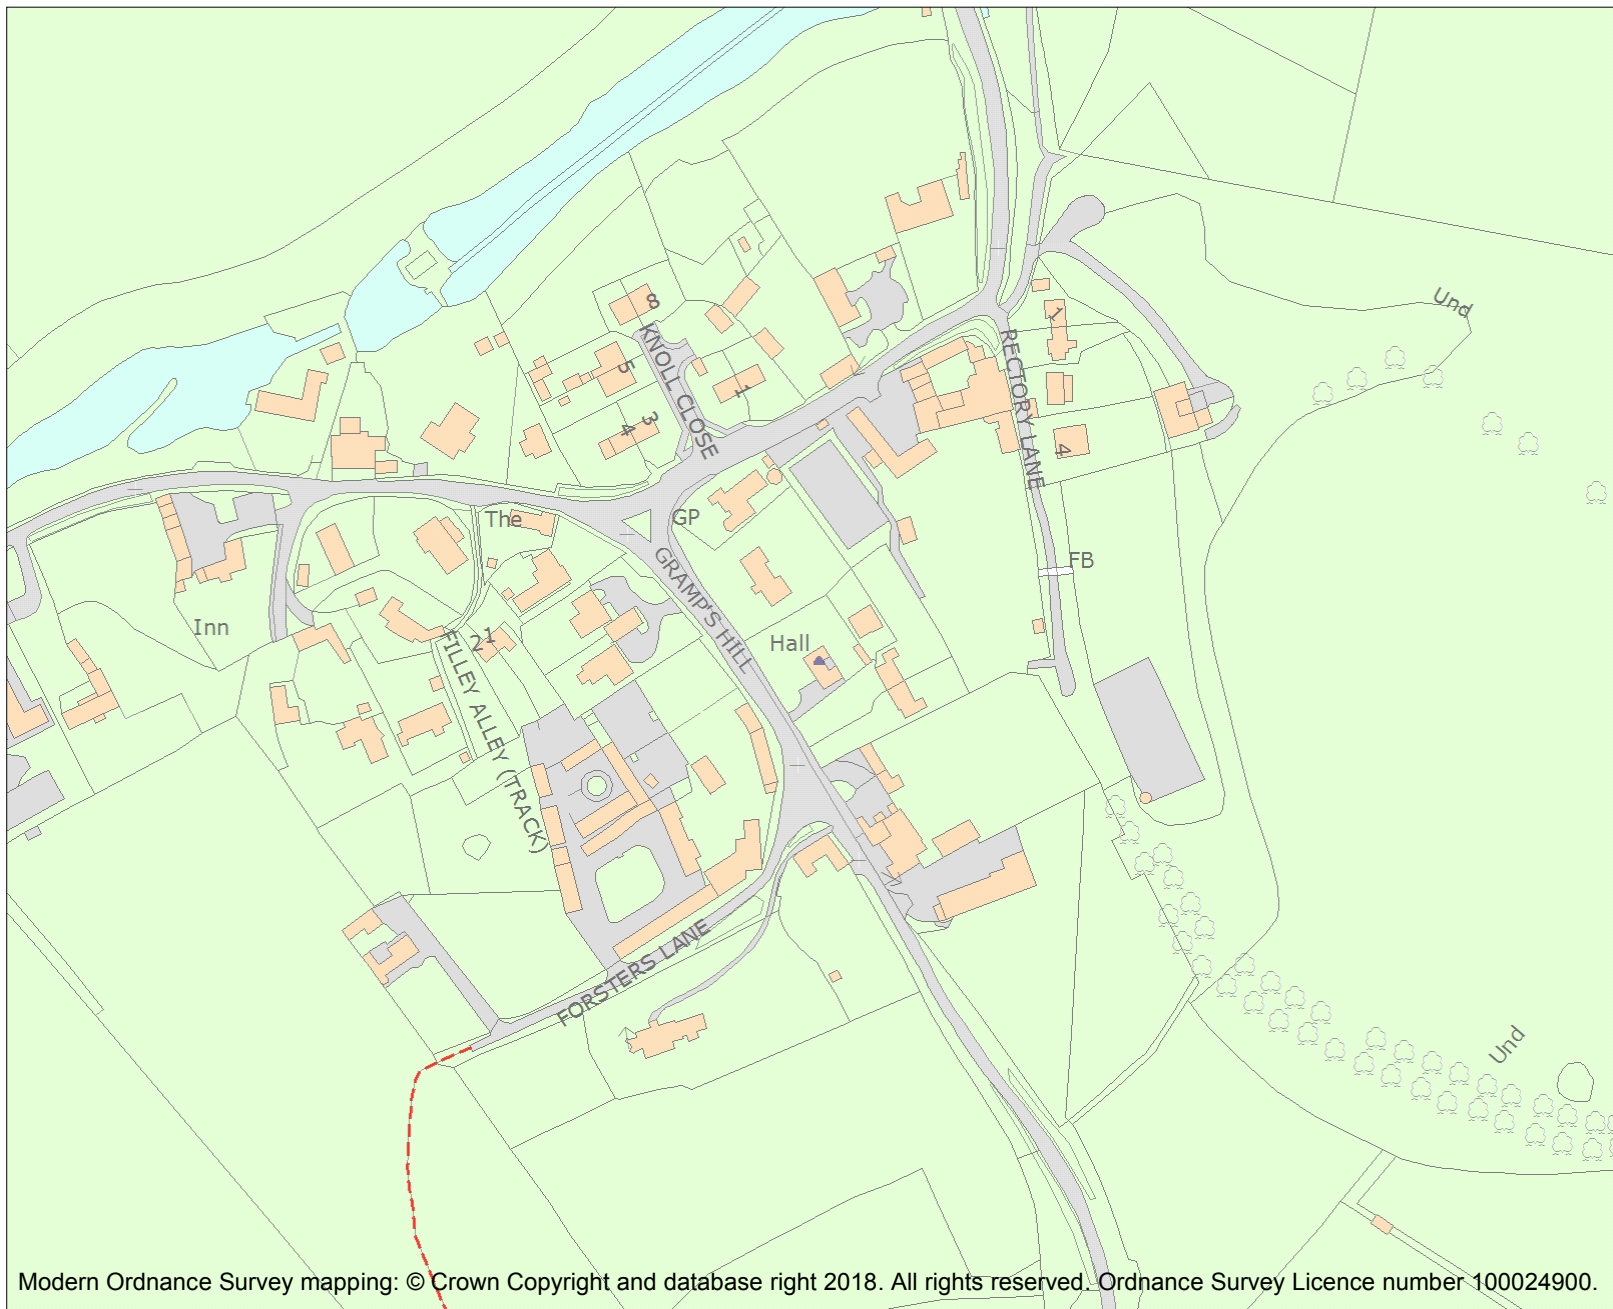 Und
8
KNOLL CLOSE
1
5
1
3
4
RECTORY LANE
4
The
GP
FB
GRAMP'S HILL
Inn
21
Hall
FILLEY ALLEY (TRACK)
FORSTERS LANE
Und
Modern Ordnance Survey mapping: © Crown Copyright and database right 2018. All rights reserved. Ordnance Survey Licence number 100024900.